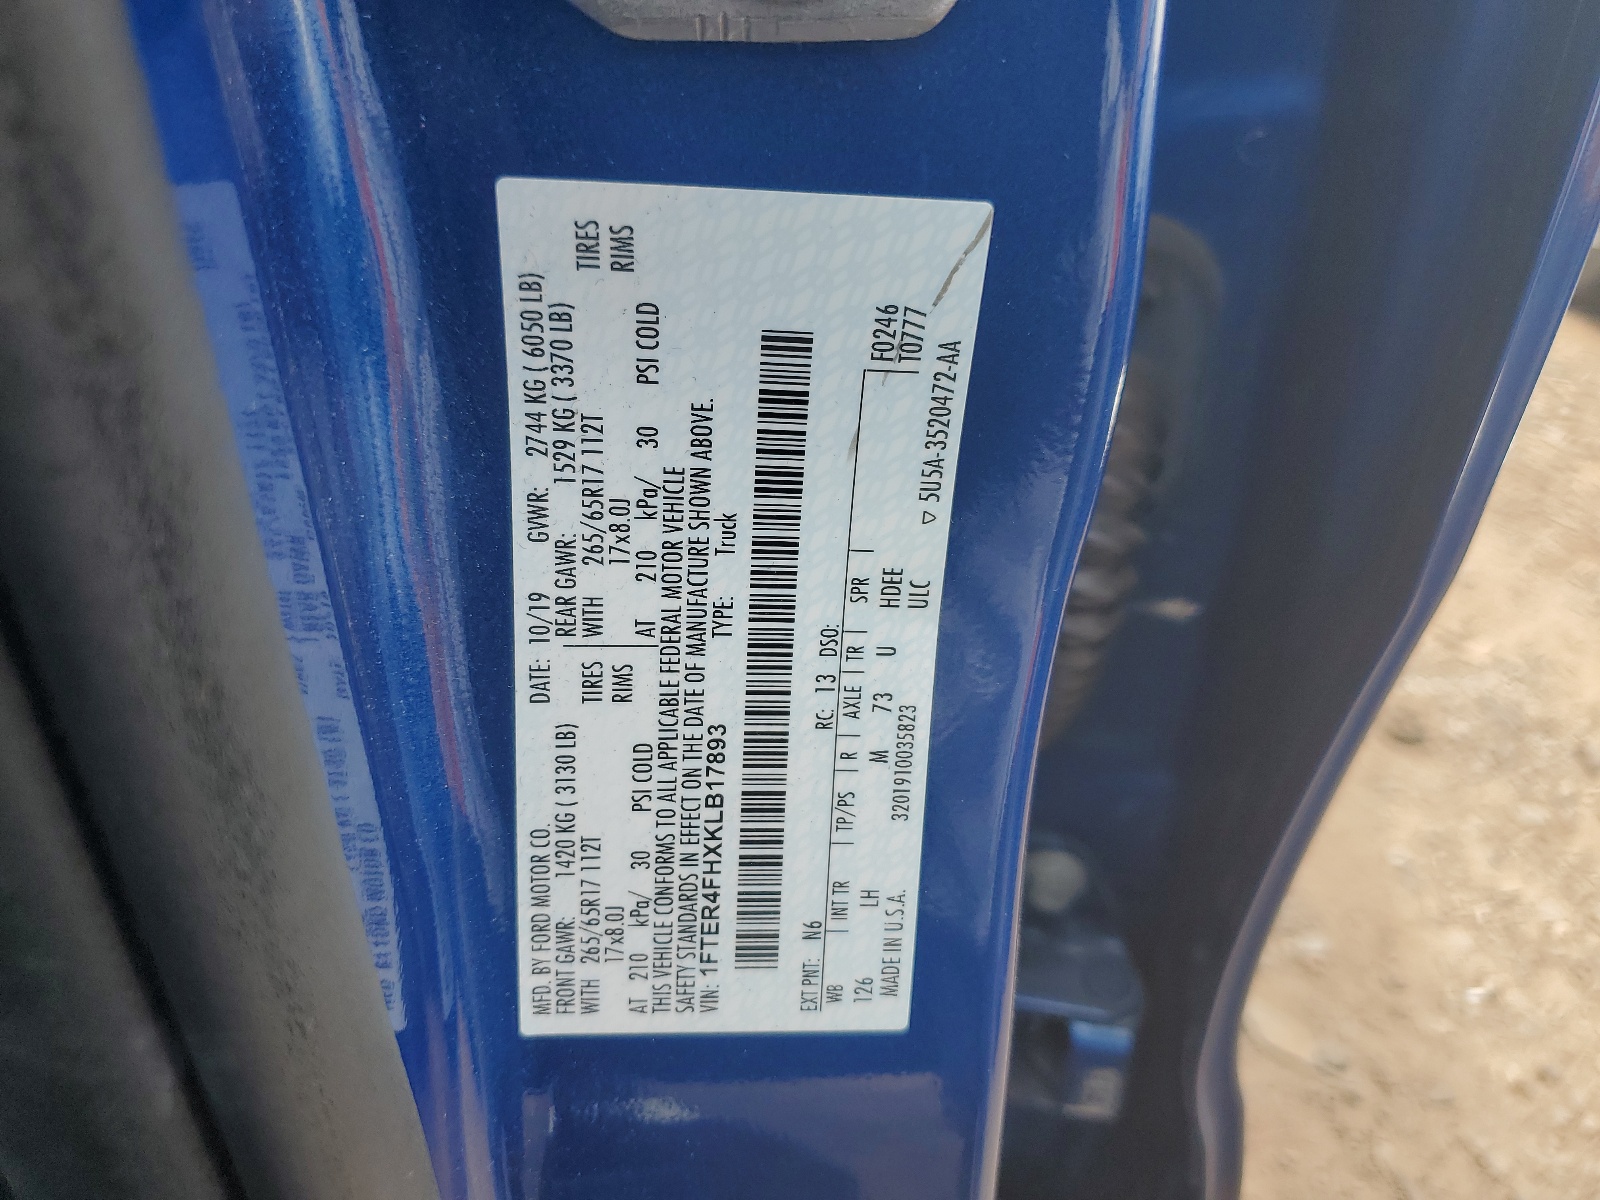 MFD. BY FORD MOTOR CO. DATE: 10/19 GVWR: 2744 KG ( 6050 LB)
FRONT GAWR: 1420 KG ( 3130 LB) REAR GAWR: 1529 KG ( 3370 LB)
WITH 265/65R17 112T TIRES WITH 265/65R17 112T TIRES
17x8.0J RIMS 17x8.0J RIMS
AT 210 kPa/ 30 PSI COLD AT 210 kPa/ 30 PSI COLD
THIS VEHICLE CONFORMS TO ALL APPLICABLE FEDERAL MOTOR VEHICLE
SAFETY STANDARDS IN EFFECT ON THE DATE OF MANUFACTURE SHOWN ABOVE.
VIN: 1FTER4FHXKLB17893 TYPE: Truck
EXT PNT: N6 RC: 13 DSO:
WB INT TR TP/PS R AXLE TR SPR F0246
126 LH M 73 U HDEE T0777
MADE IN U.S.A. 3201910035823 ULC
▽ 5U5A-3520472-AA